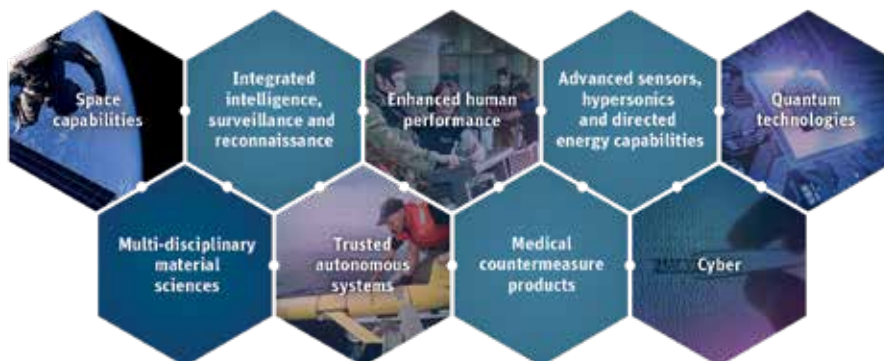 Space
capabilities
Integrated
intelligence,
surveillance and
reconnaissance
Enhanced human
performance
Advanced sensors,
hypersonics
and directed
energy capabilities
Quantum
technologies
Multi-disciplinary
material
sciences
Trusted
autonomous
systems
Medical
countermeasure
products
Cyber